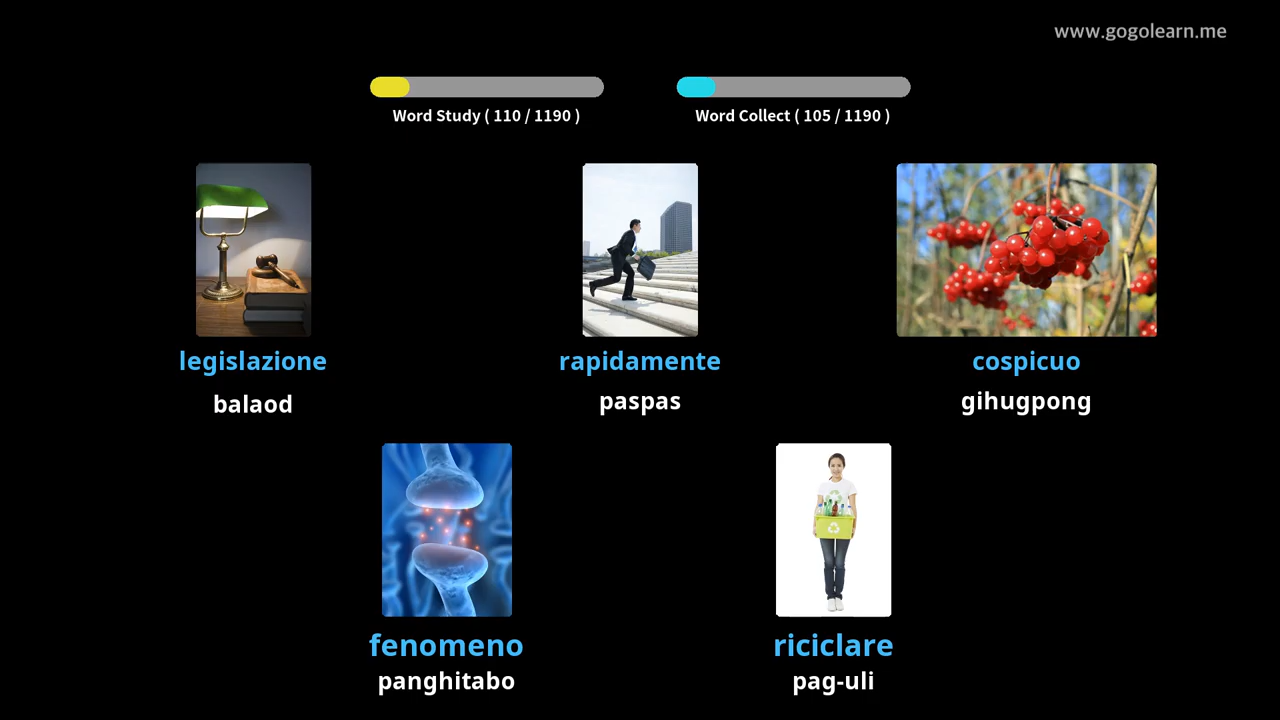 www.gogolearn.me
Word Study ( 110 / 1190 )
Word Collect ( 105 / 1190 )
legislazione
balaod
rapidamente
paspas
cospicuo
gihugpong
fenomeno
panghitabo
riciclare
pag-uli